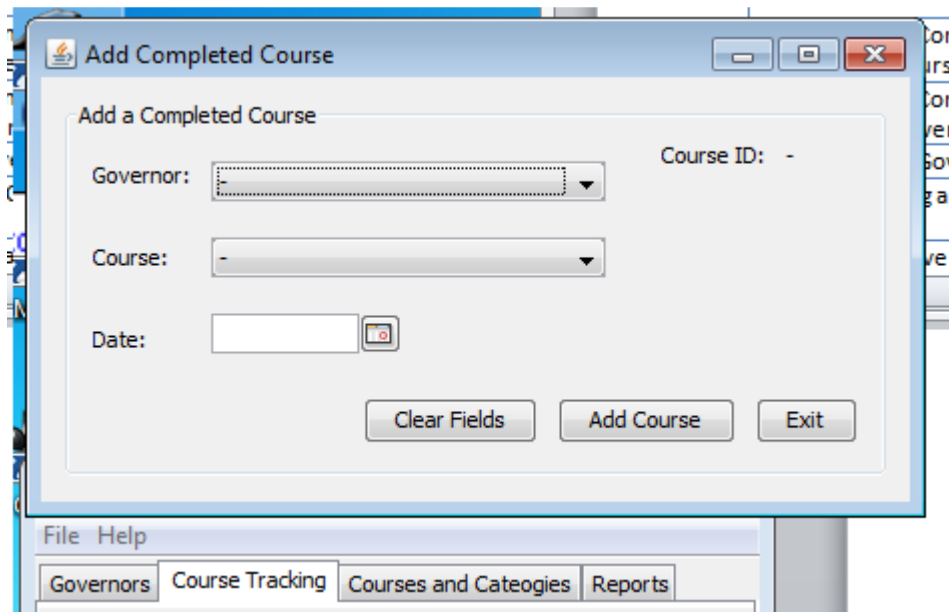 Add Completed Course
Add a Completed Course
Course ID: -
Governor: -
Course: -
Date:
Clear Fields Add Course Exit
File Help
Governors Course Tracking Courses and Cateogies Reports